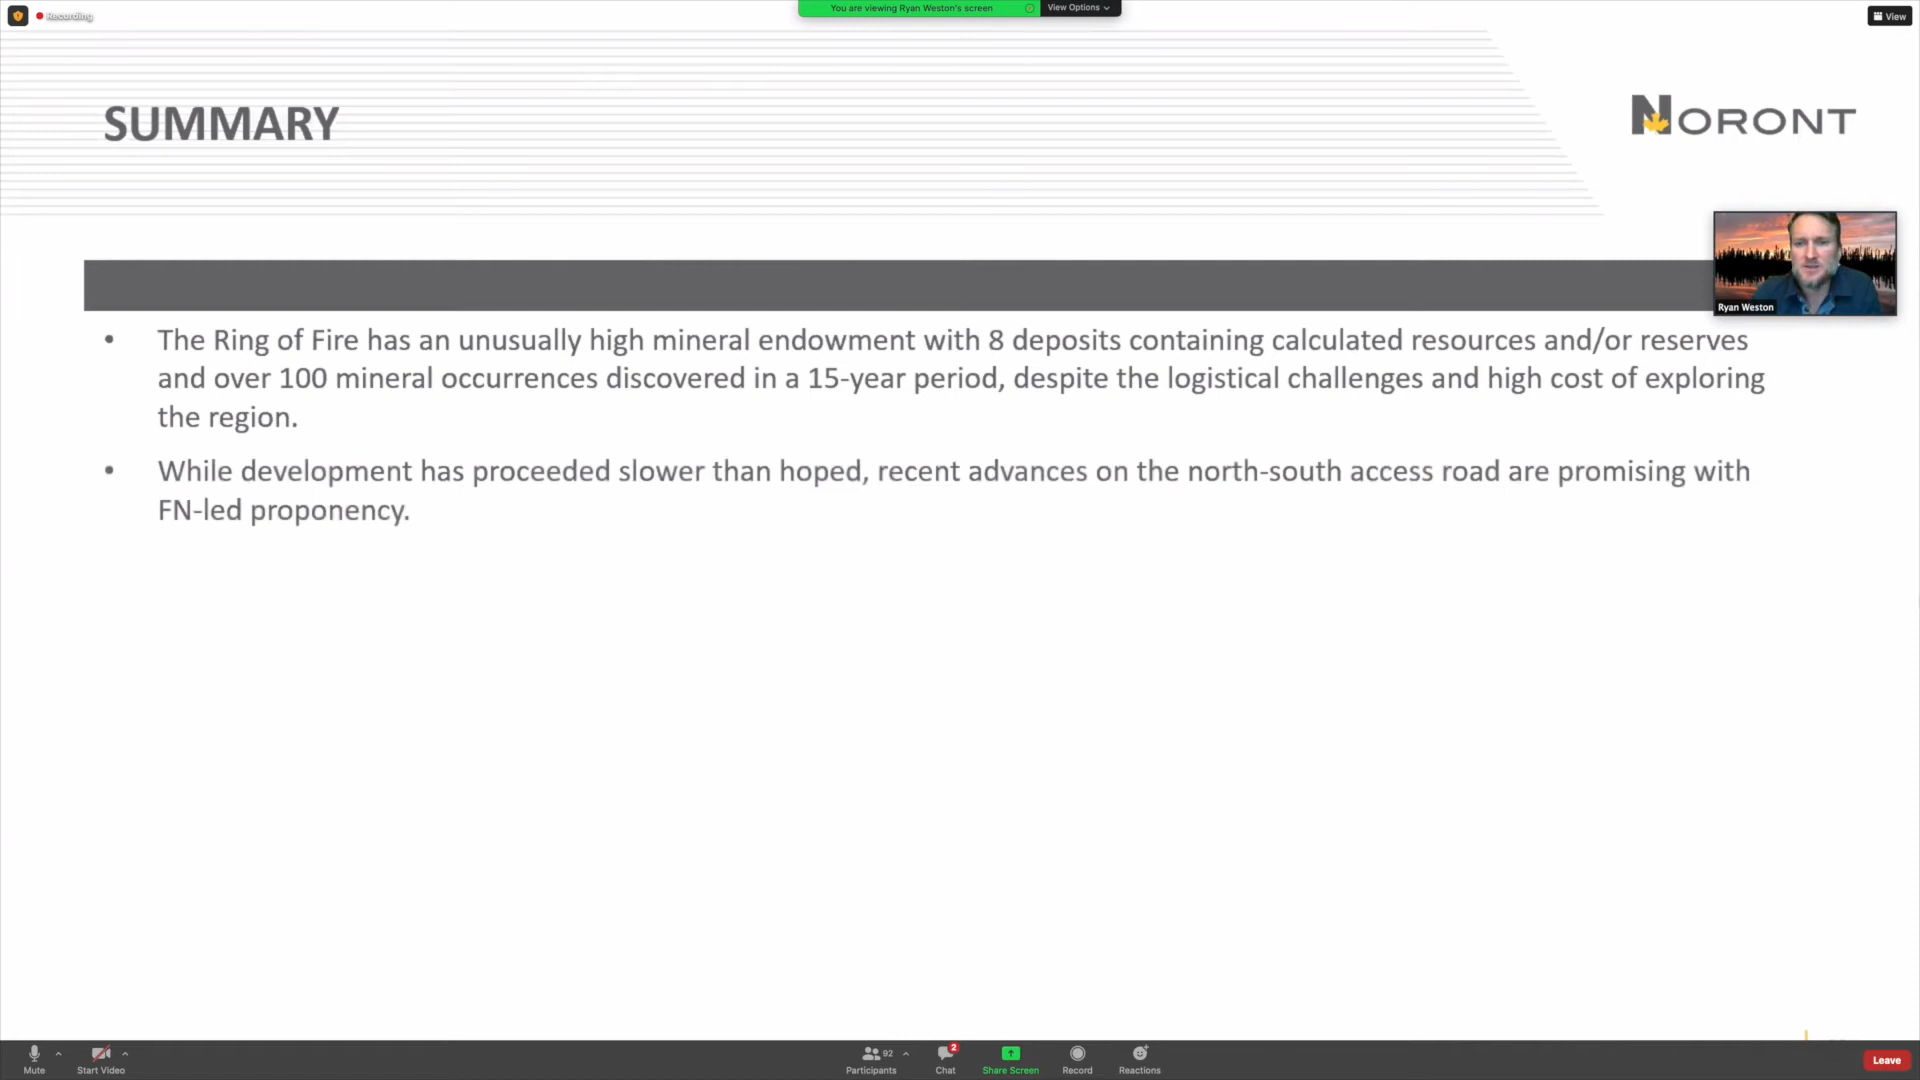 Recording
You are viewing Ryan Weston's screen
View Options
View
SUMMARY
NORONT
Ryan Weston
• The Ring of Fire has an unusually high mineral endowment with 8 deposits containing calculated resources and/or reserves
and over 100 mineral occurrences discovered in a 15-year period, despite the logistical challenges and high cost of exploring
the region.
• While development has proceeded slower than hoped, recent advances on the north-south access road are promising with
FN-led proponency.
Mute
Start Video
92
Participants
2
Chat
Share Screen
Record
Reactions
Leave